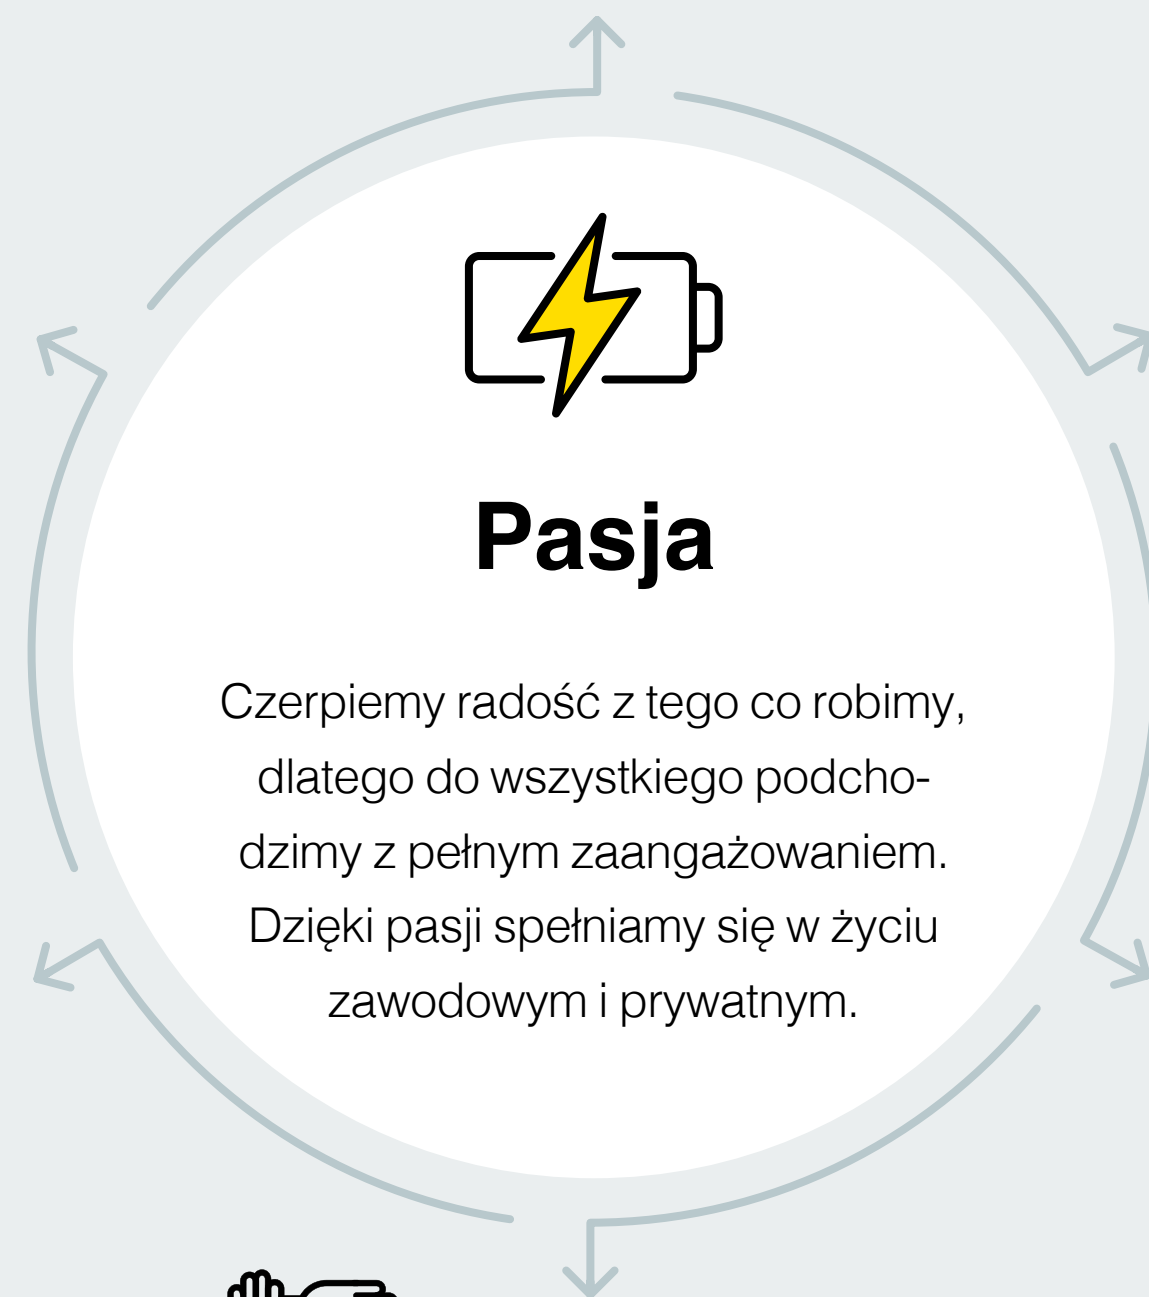 Pasja
Czerpiemy radość z tego co robimy,
dlatego do wszystkiego podcho-
dzimy z pełnym zaangażowaniem.
Dzięki pasji spełniamy się w życiu
zawodowym i prywatnym.